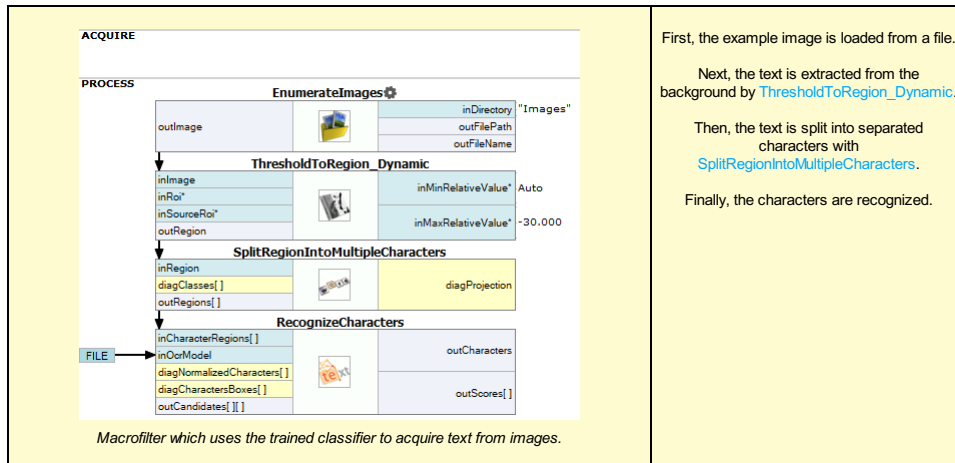 ACQUIRE
PROCESS
EnumerateImages
outImage
inDirectory "Images"
outFilePath
outFileName
ThresholdToRegion_Dynamic
inImage
inRoi*
inSourceRoi*
outRegion
inMinRelativeValue* Auto
inMaxRelativeValue* -30.000
SplitRegionIntoMultipleCharacters
inRegion
diagClasses[ ]
outRegions[ ]
diagProjection
RecognizeCharacters
FILE
inCharacterRegions[ ]
inOcrModel
diagNormalizedCharacters[ ]
diagCharactersBoxes[ ]
outCandidates[ ][ ]
text
outCharacters
outScores[ ]
Macrofilter which uses the trained classifier to acquire text from images.
First, the example image is loaded from a file.
Next, the text is extracted from the
background by ThresholdToRegion_Dynamic.
Then, the text is split into separated
characters with
SplitRegionIntoMultipleCharacters.
Finally, the characters are recognized.